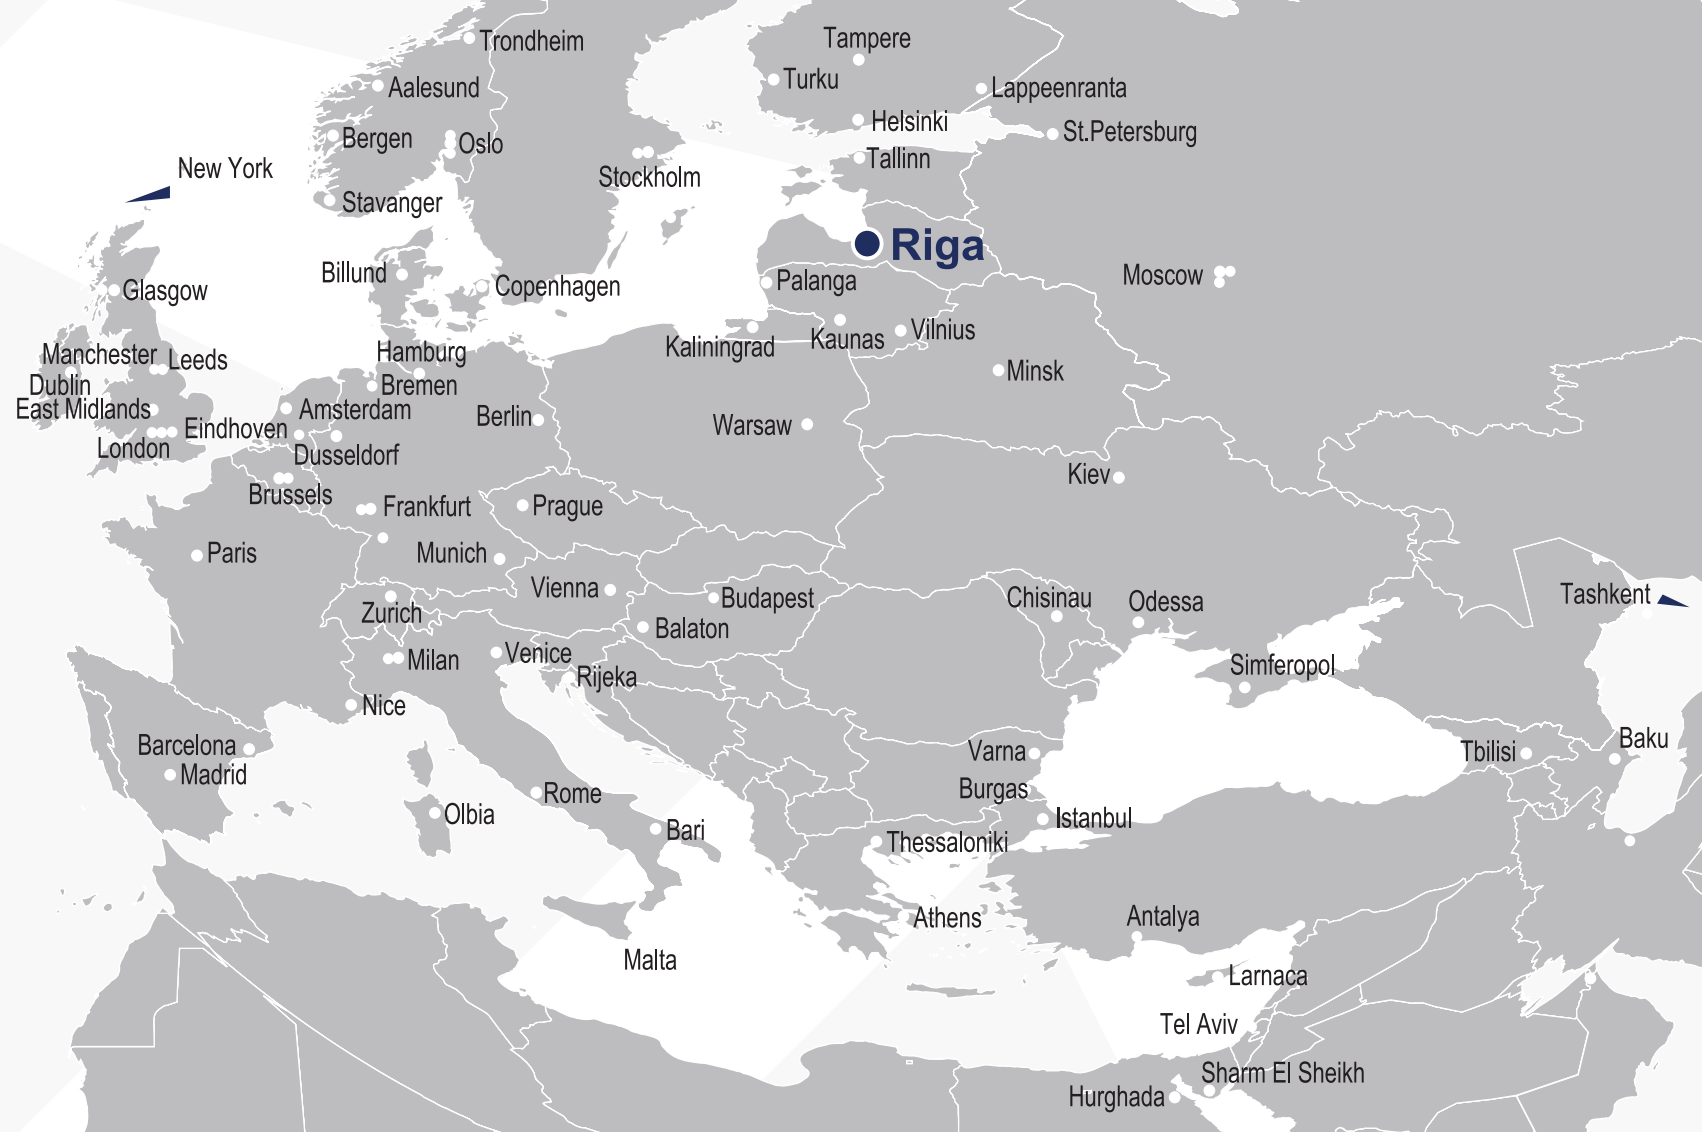 Trondheim
Tampere
Turku
Aalesund
Lappeenranta
Helsinki
Bergen
Oslo
St.Petersburg
Tallinn
New York
Stockholm
Stavanger
Riga
Billund
Copenhagen
Palanga
Moscow
Glasgow
Kaliningrad
Kaunas
Vilnius
Manchester
Leeds
Hamburg
Minsk
Dublin
Bremen
East Midlands
Amsterdam
Berlin
Warsaw
Eindhoven
London
Dusseldorf
Kiev
Brussels
Frankfurt
Prague
Paris
Munich
Vienna
Budapest
Chisinau
Odessa
Tashkent
Zurich
Balaton
Milan
Venice
Rijeka
Simferopol
Nice
Barcelona
Varna
Tbilisi
Baku
Madrid
Rome
Burgas
Olbia
Bari
Istanbul
Thessaloniki
Athens
Antalya
Malta
Larnaca
Tel Aviv
Sharm El Sheikh
Hurghada